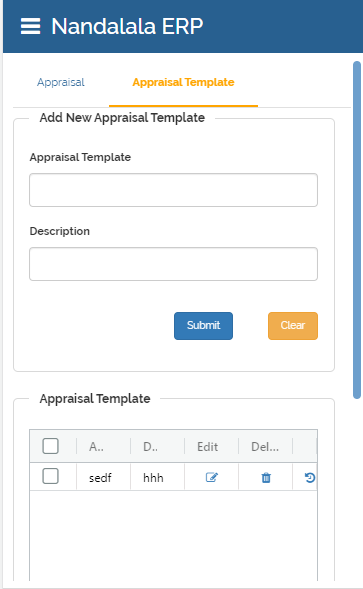 Nandalala ERP
Appraisal Appraisal Template
Add New Appraisal Template
Appraisal Template
Description
Submit Clear
Appraisal Template
A.. D.. Edit Del...
sedf hhh